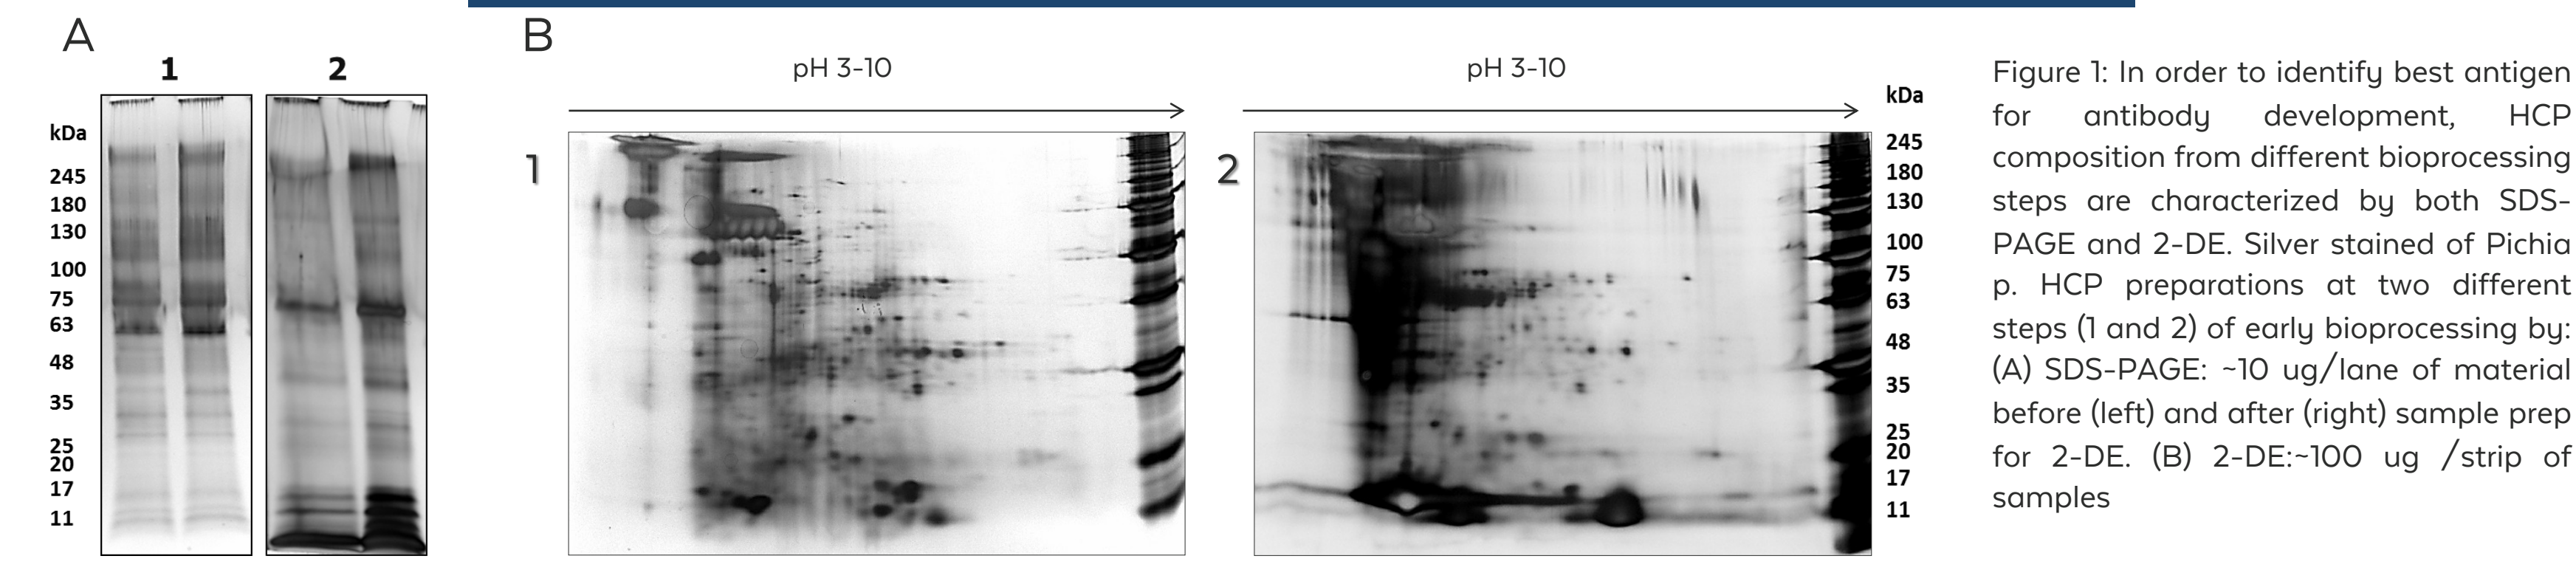 A
1 2
kDa
245
180
130
100
75
63
48
35
25
20
17
11
B
pH 3-10
1
pH 3-10
2
kDa
245
180
130
100
75
63
48
35
25
20
17
11
Figure 1: In order to identify best antigen
for antibody development, HCP
composition from different bioprocessing
steps are characterized by both SDS-
PAGE and 2-DE. Silver stained of Pichia
p. HCP preparations at two different
steps (1 and 2) of early bioprocessing by:
(A) SDS-PAGE: ~10 ug/lane of material
before (left) and after (right) sample prep
for 2-DE. (B) 2-DE:~100 ug /strip of
samples